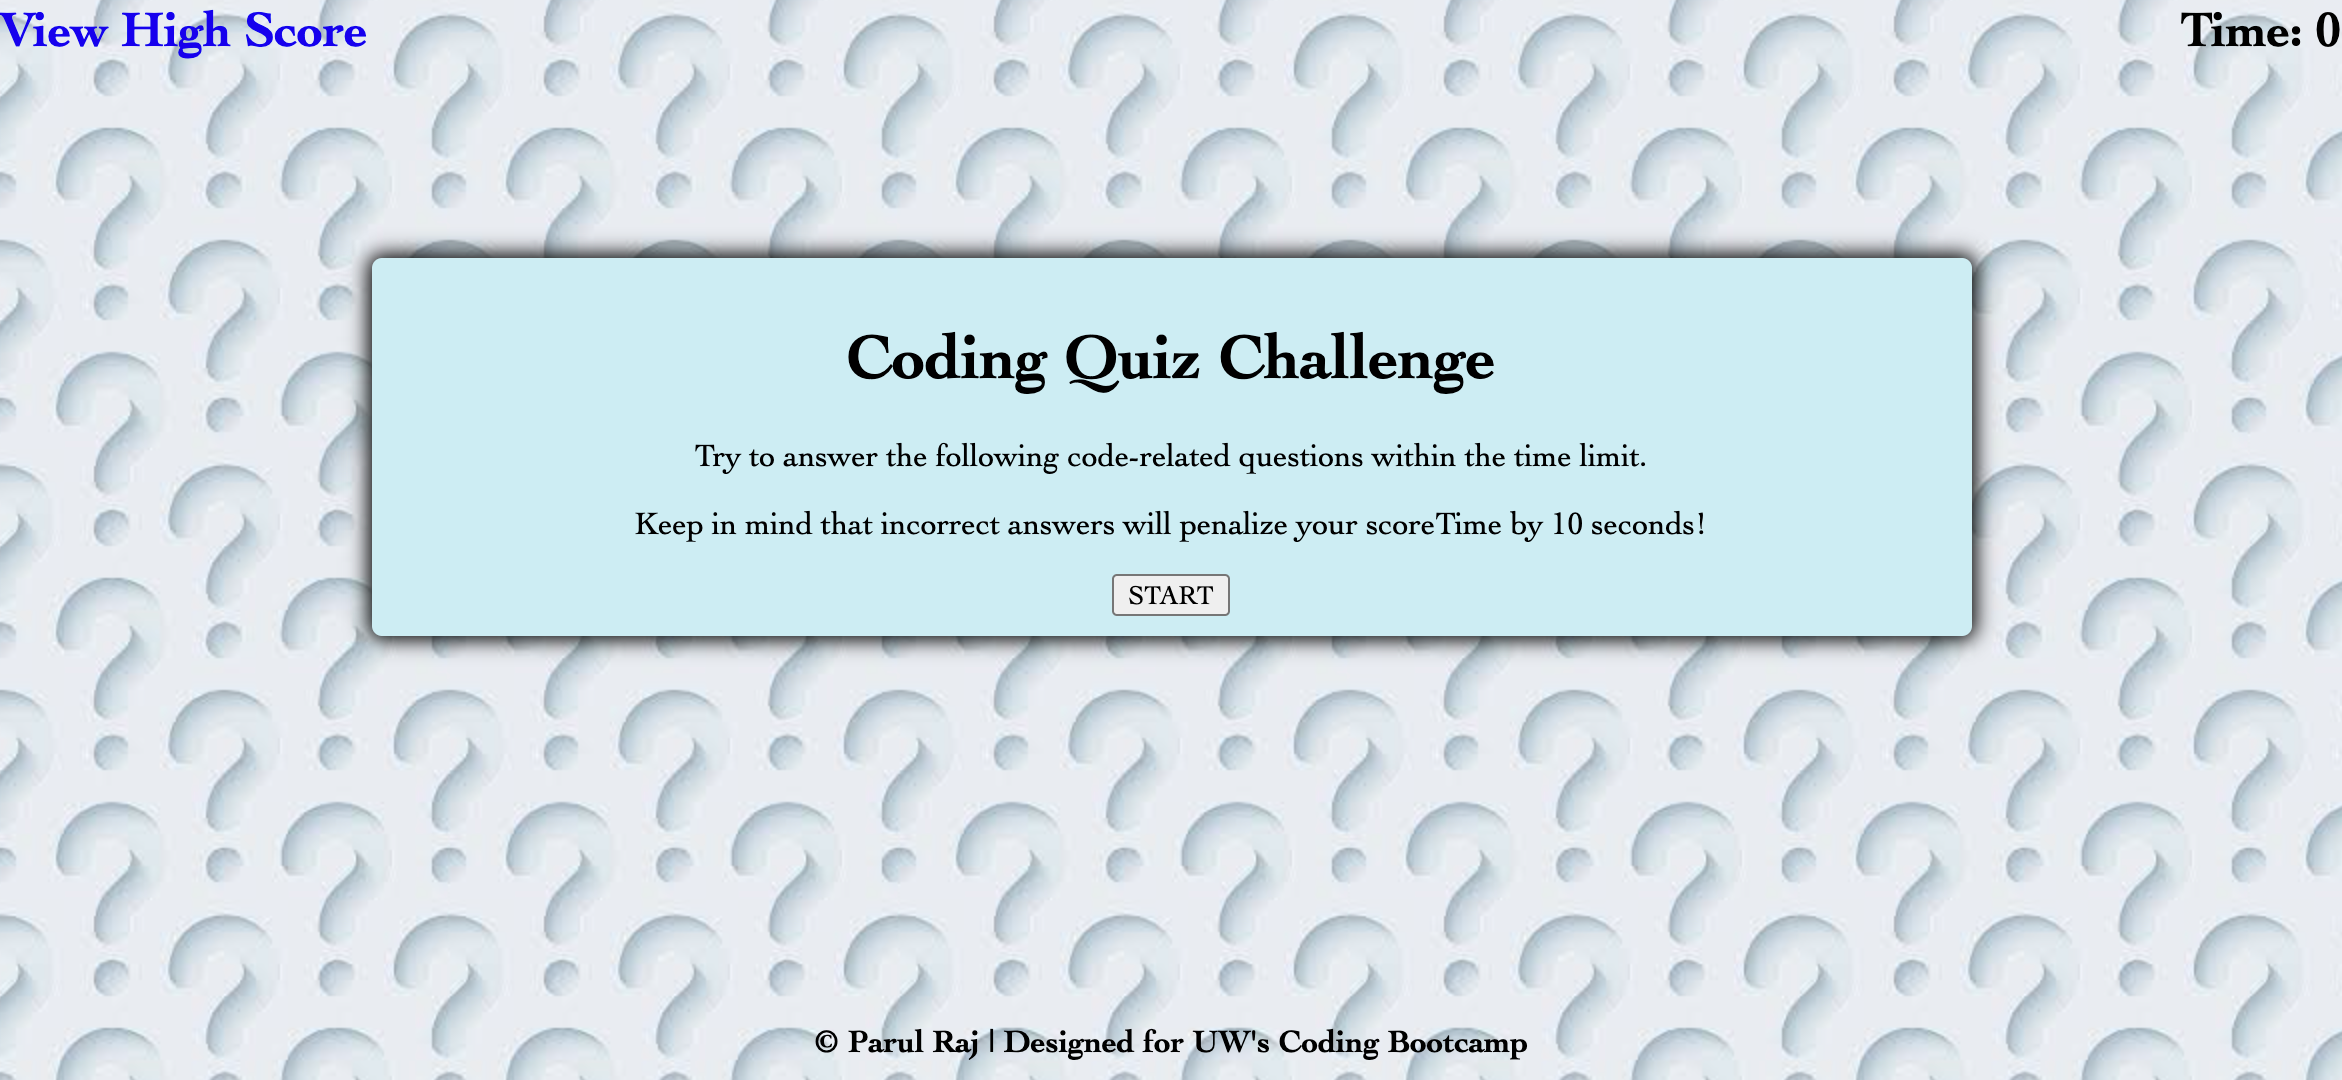 View High Score
Time: 0
Coding Quiz Challenge
Try to answer the following code-related questions within the time limit.
Keep in mind that incorrect answers will penalize your scoreTime by 10 seconds!
START
© Parul Raj | Designed for UW's Coding Bootcamp